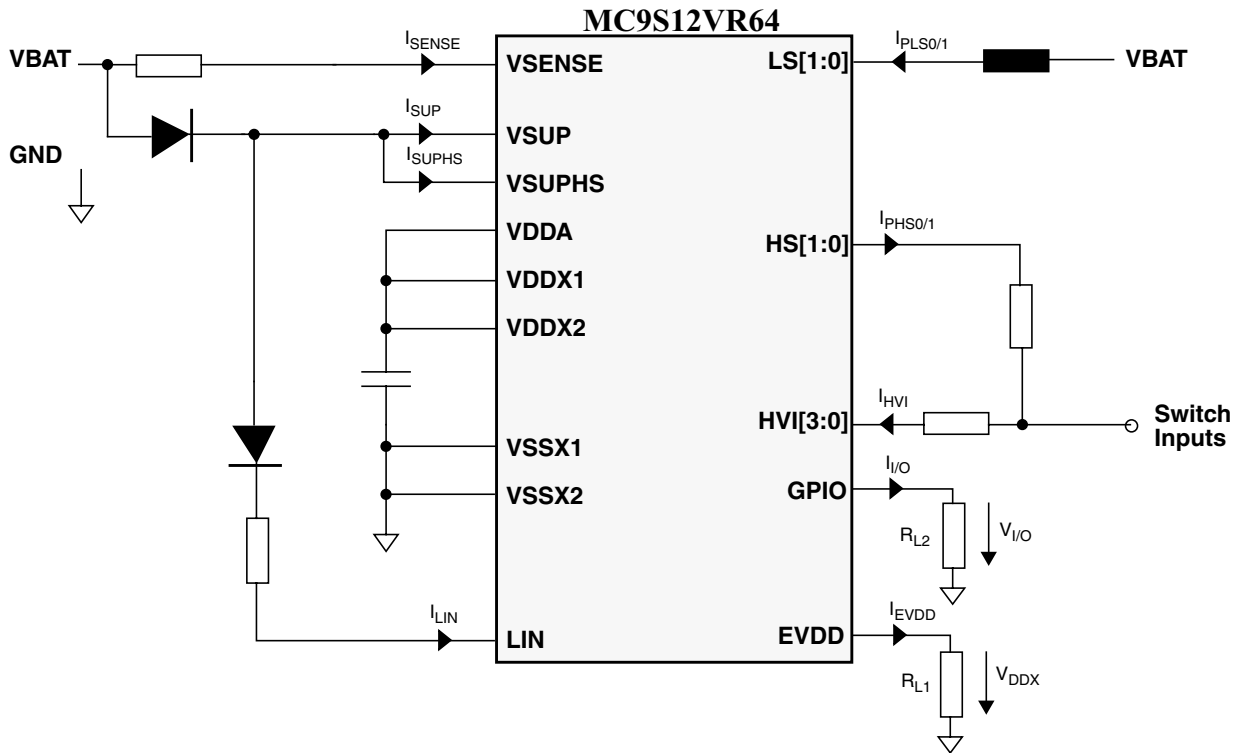 MC9S12VR64
VBAT
I_SENSE
VSENSE
LS[1:0]
I_PLS0/1
VBAT
I_SUP
VSUP
GND
I_SUPHS
VSUPHS
VDDA
HS[1:0]
I_PHS0/1
VDDX1
VDDX2
HVI[3:0]
I_HVI
Switch
Inputs
VSSX1
VSSX2
GPIO
I_I/O
R_L2
V_I/O
I_LIN
LIN
EVDD
I_EVDD
R_L1
V_DDX